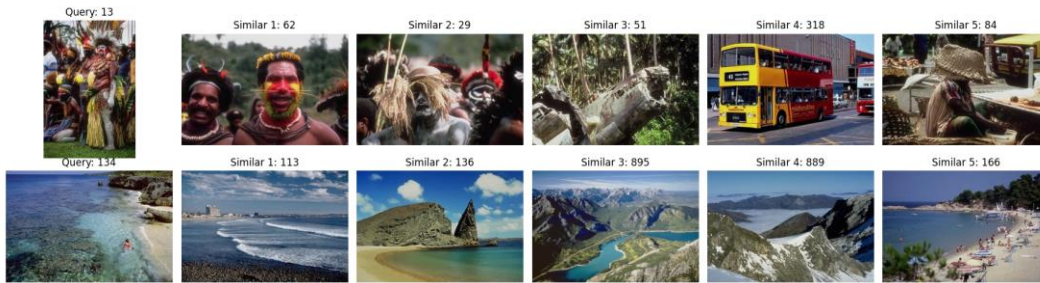 Query: 13
Similar 1: 62
Similar 2: 29
Similar 3: 51
Similar 4: 318
Similar 5: 84
Query: 134
Similar 1: 113
Similar 2: 136
Similar 3: 895
Similar 4: 889
Similar 5: 166